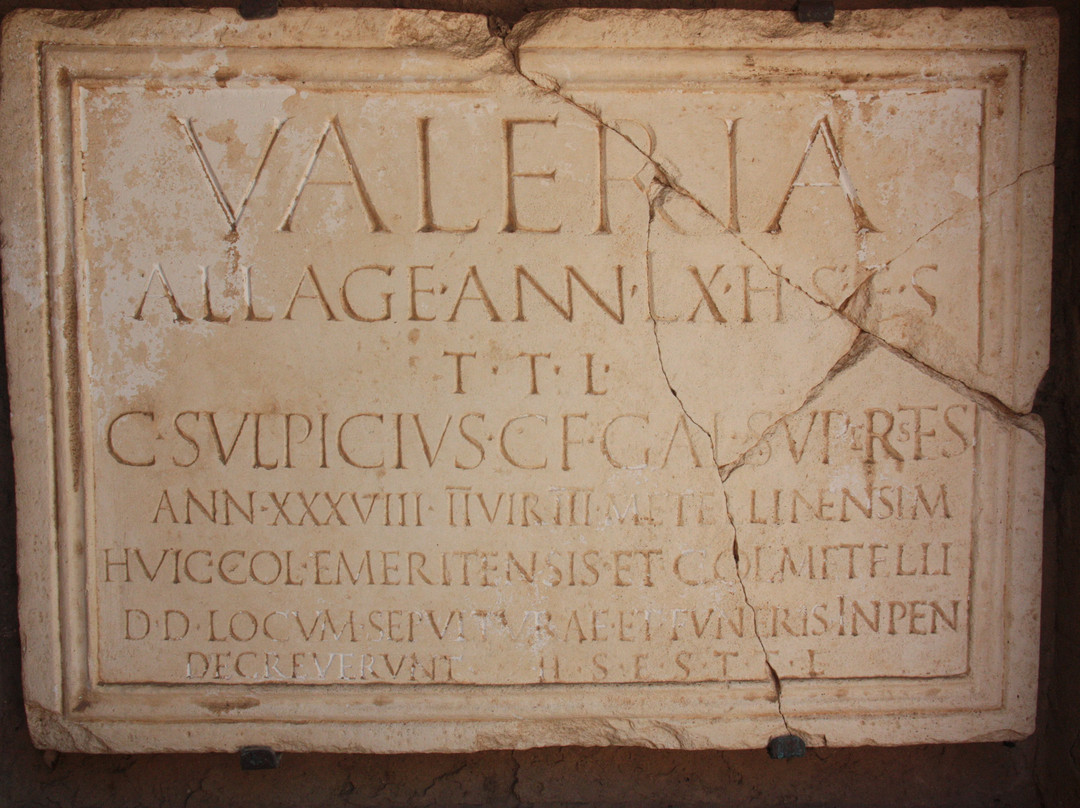 VALERIA
ALLAGE·ANN·LX·H·S·E·S
T·T·L·
C·SVLPICIVS·C·F·GAL·SVPERSTES
ANN·XXXVIII·IIVIR·III·METELLINENSIM
HVIC·C·COL·EMERITENSIS·ET·C·COL·METELLI
D·D·LOCVM·SEPVLTVRAE·ET·FVNERIS·INPEN
DECREVERVNT H·S·E·S·T·T·L